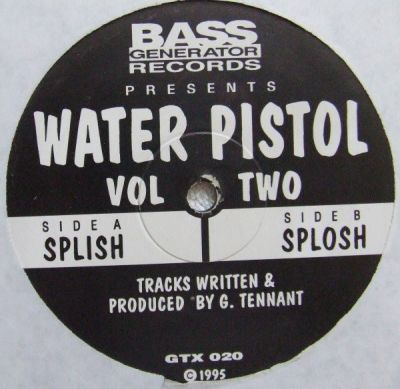 BASS
GENERATOR
RECORDS
PRESENTS
WATER PISTOL
VOL TWO
SIDE A
SPLISH
SIDE B
SPLOSH
TRACKS WRITTEN &
PRODUCED BY G. TENNANT
GTX 020
©1995